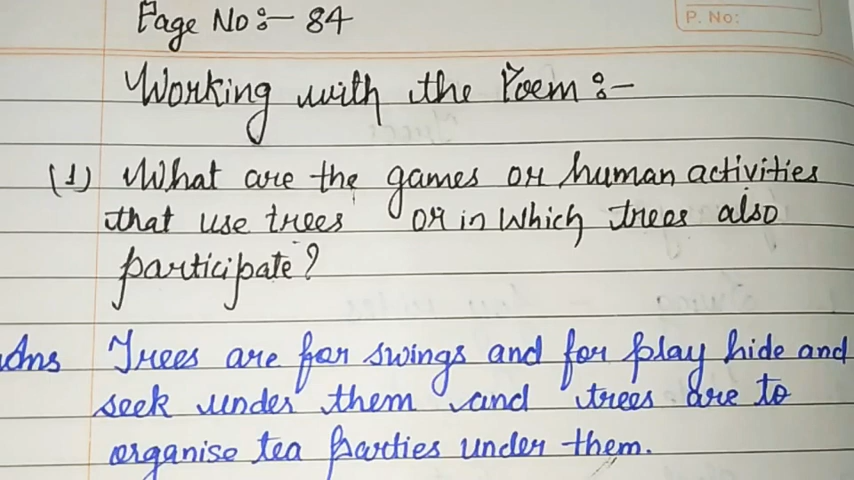 Page No:- 84
P. No:
Working with the Poem :-
(1) What are the games or human activities
that use trees or in which trees also
participate?
Ans Trees are for swings and for play hide and
seek under them and trees are to
organise tea parties under them.